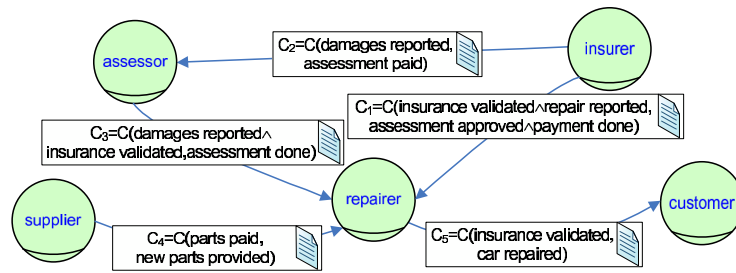 assessor
C₂=C(damages reported,
assessment paid)
insurer
C₁=C(insurance validated∧repair reported,
assessment approved∧payment done)
C₃=C(damages reported∧
insurance validated,assessment done)
repairer
customer
supplier
C₄=C(parts paid,
new parts provided)
C₅=C(insurance validated,
car repaired)